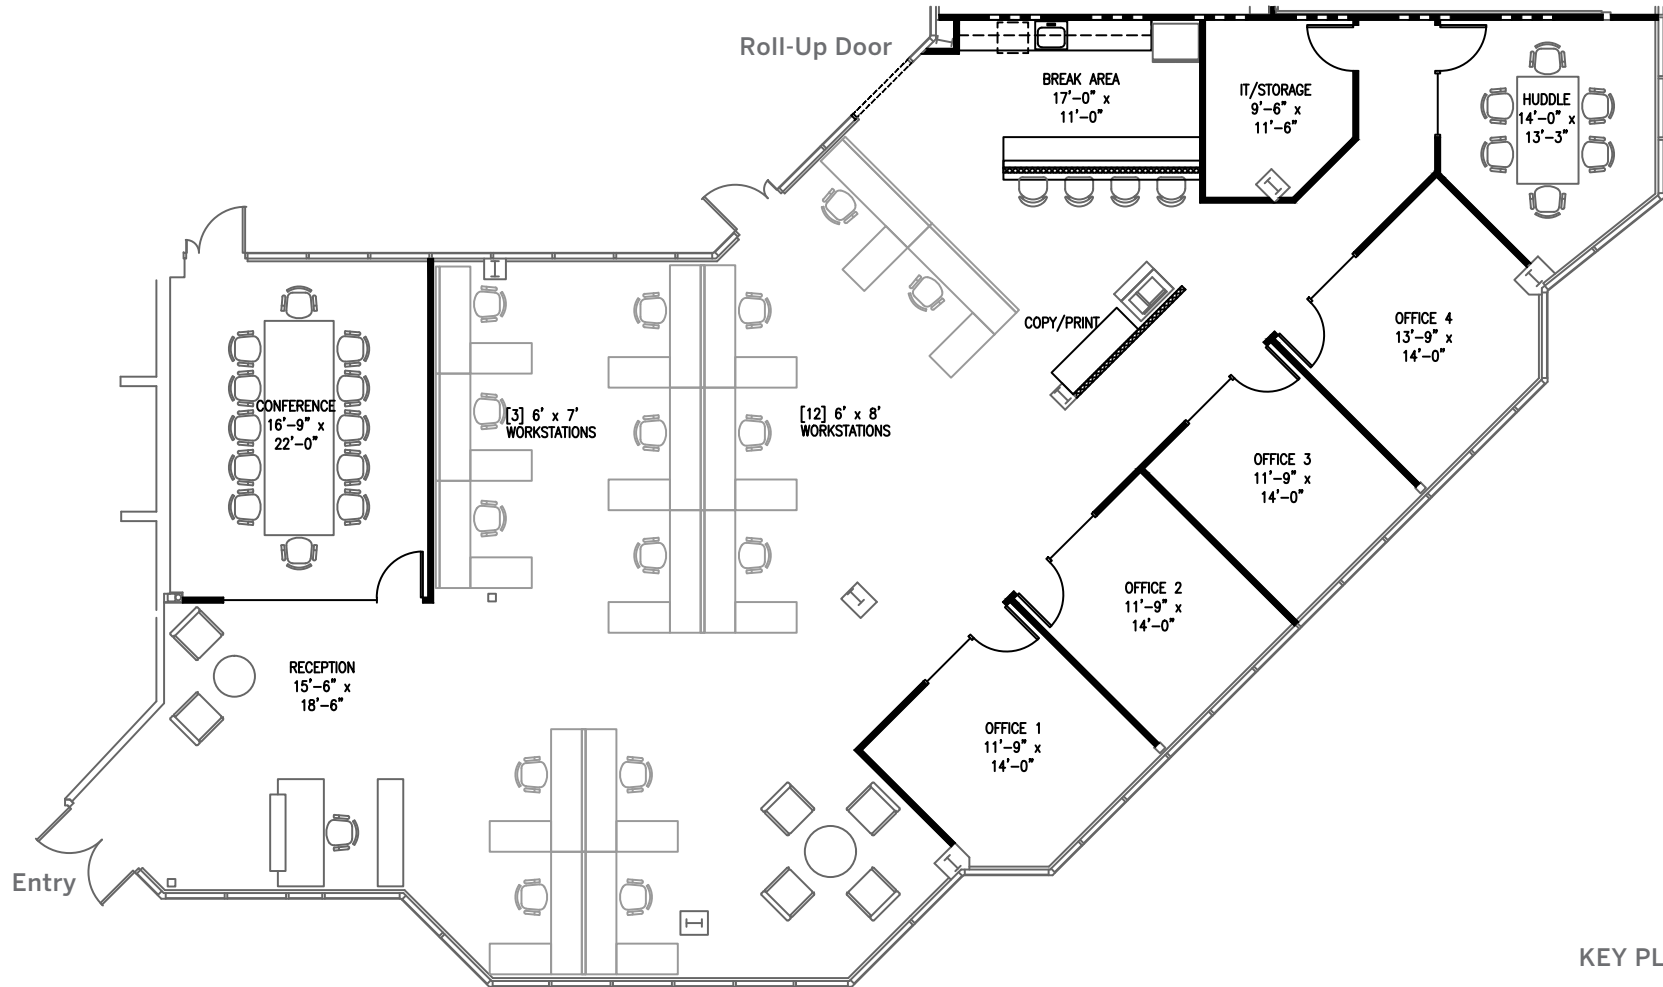 Roll-Up Door
BREAK AREA
17'-0" x
11'-0"
IT/STORAGE
9'-6" x
11'-6"
HUDDLE
14'-0" x
13'-3"
COPY/PRINT
OFFICE 4
13'-9" x
14'-0"
CONFERENCE
16'-9" x
22'-0"
[3] 6' x 7'
WORKSTATIONS
[12] 6' x 8'
WORKSTATIONS
OFFICE 3
11'-9" x
14'-0"
OFFICE 2
11'-9" x
14'-0"
RECEPTION
15'-6" x
18'-6"
OFFICE 1
11'-9" x
14'-0"
Entry
KEY PL